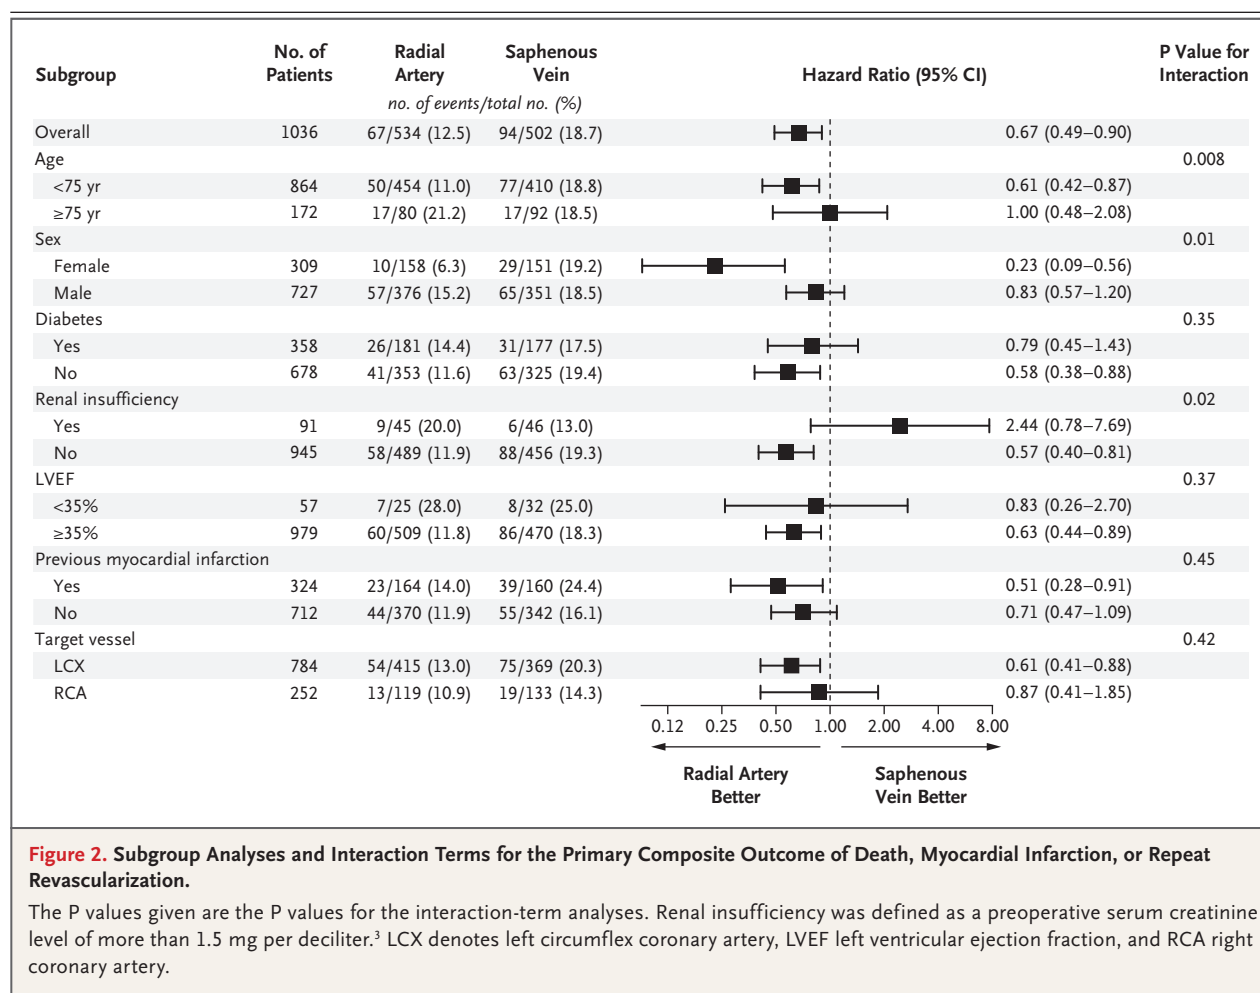 Subgroup No. of Patients Radial Artery Saphenous Vein Hazard Ratio (95% CI) P Value for Interaction
no. of events/total no. (%)
Overall 1036 67/534 (12.5) 94/502 (18.7) 0.67 (0.49–0.90)
Age 0.008
<75 yr 864 50/454 (11.0) 77/410 (18.8) 0.61 (0.42–0.87)
≥75 yr 172 17/80 (21.2) 17/92 (18.5) 1.00 (0.48–2.08)
Sex 0.01
Female 309 10/158 (6.3) 29/151 (19.2) 0.23 (0.09–0.56)
Male 727 57/376 (15.2) 65/351 (18.5) 0.83 (0.57–1.20)
Diabetes 0.35
Yes 358 26/181 (14.4) 31/177 (17.5) 0.79 (0.45–1.43)
No 678 41/353 (11.6) 63/325 (19.4) 0.58 (0.38–0.88)
Renal insufficiency 0.02
Yes 91 9/45 (20.0) 6/46 (13.0) 2.44 (0.78–7.69)
No 945 58/489 (11.9) 88/456 (19.3) 0.57 (0.40–0.81)
LVEF 0.37
<35% 57 7/25 (28.0) 8/32 (25.0) 0.83 (0.26–2.70)
≥35% 979 60/509 (11.8) 86/470 (18.3) 0.63 (0.44–0.89)
Previous myocardial infarction 0.45
Yes 324 23/164 (14.0) 39/160 (24.4) 0.51 (0.28–0.91)
No 712 44/370 (11.9) 55/342 (16.1) 0.71 (0.47–1.09)
Target vessel 0.42
LCX 784 54/415 (13.0) 75/369 (20.3) 0.61 (0.41–0.88)
RCA 252 13/119 (10.9) 19/133 (14.3) 0.87 (0.41–1.85)
0.12 0.25 0.50 1.00 2.00 4.00 8.00
Radial Artery Better Saphenous Vein Better
Figure 2. Subgroup Analyses and Interaction Terms for the Primary Composite Outcome of Death, Myocardial Infarction, or Repeat
Revascularization.
The P values given are the P values for the interaction-term analyses. Renal insufficiency was defined as a preoperative serum creatinine
level of more than 1.5 mg per deciliter.³ LCX denotes left circumflex coronary artery, LVEF left ventricular ejection fraction, and RCA right
coronary artery.